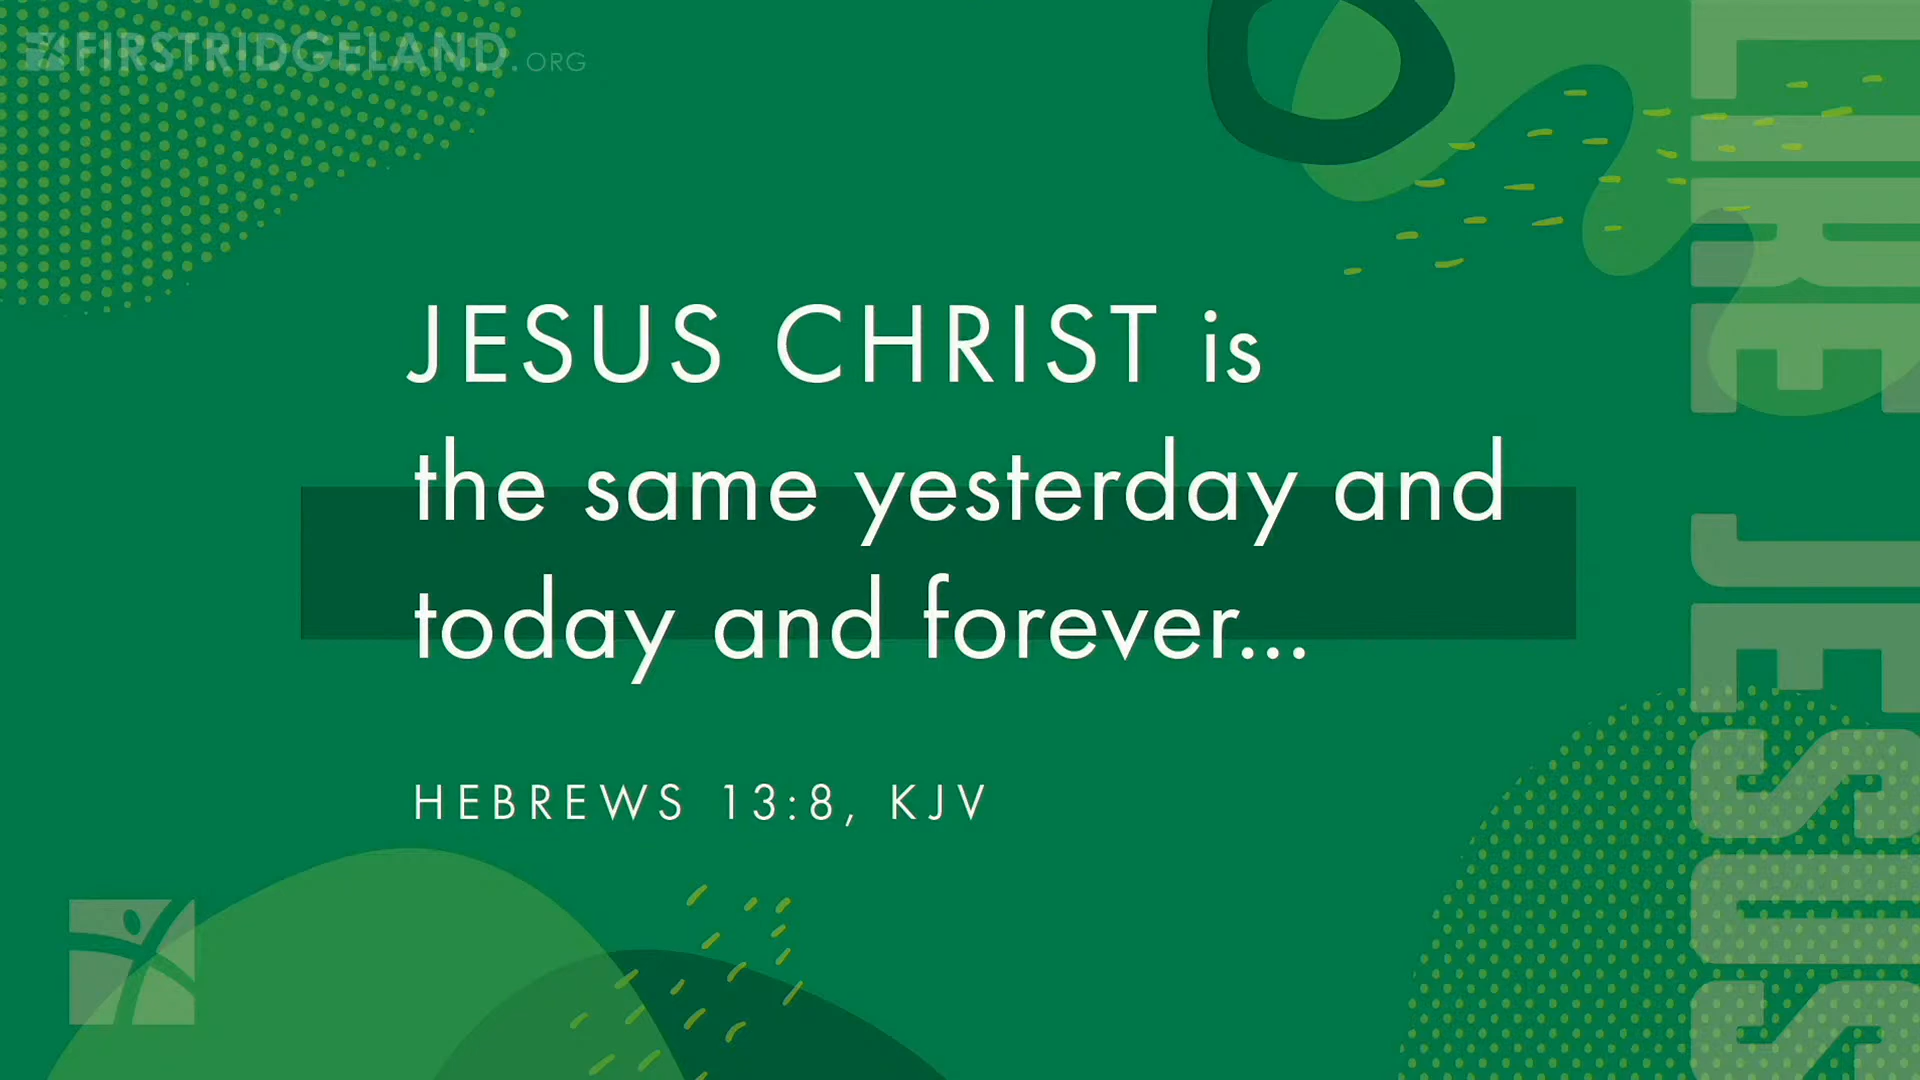 FIRSTRIDGELAND.ORG
JESUS CHRIST is
the same yesterday and
today and forever...
HEBREWS 13:8, KJV
LIKE JESUS